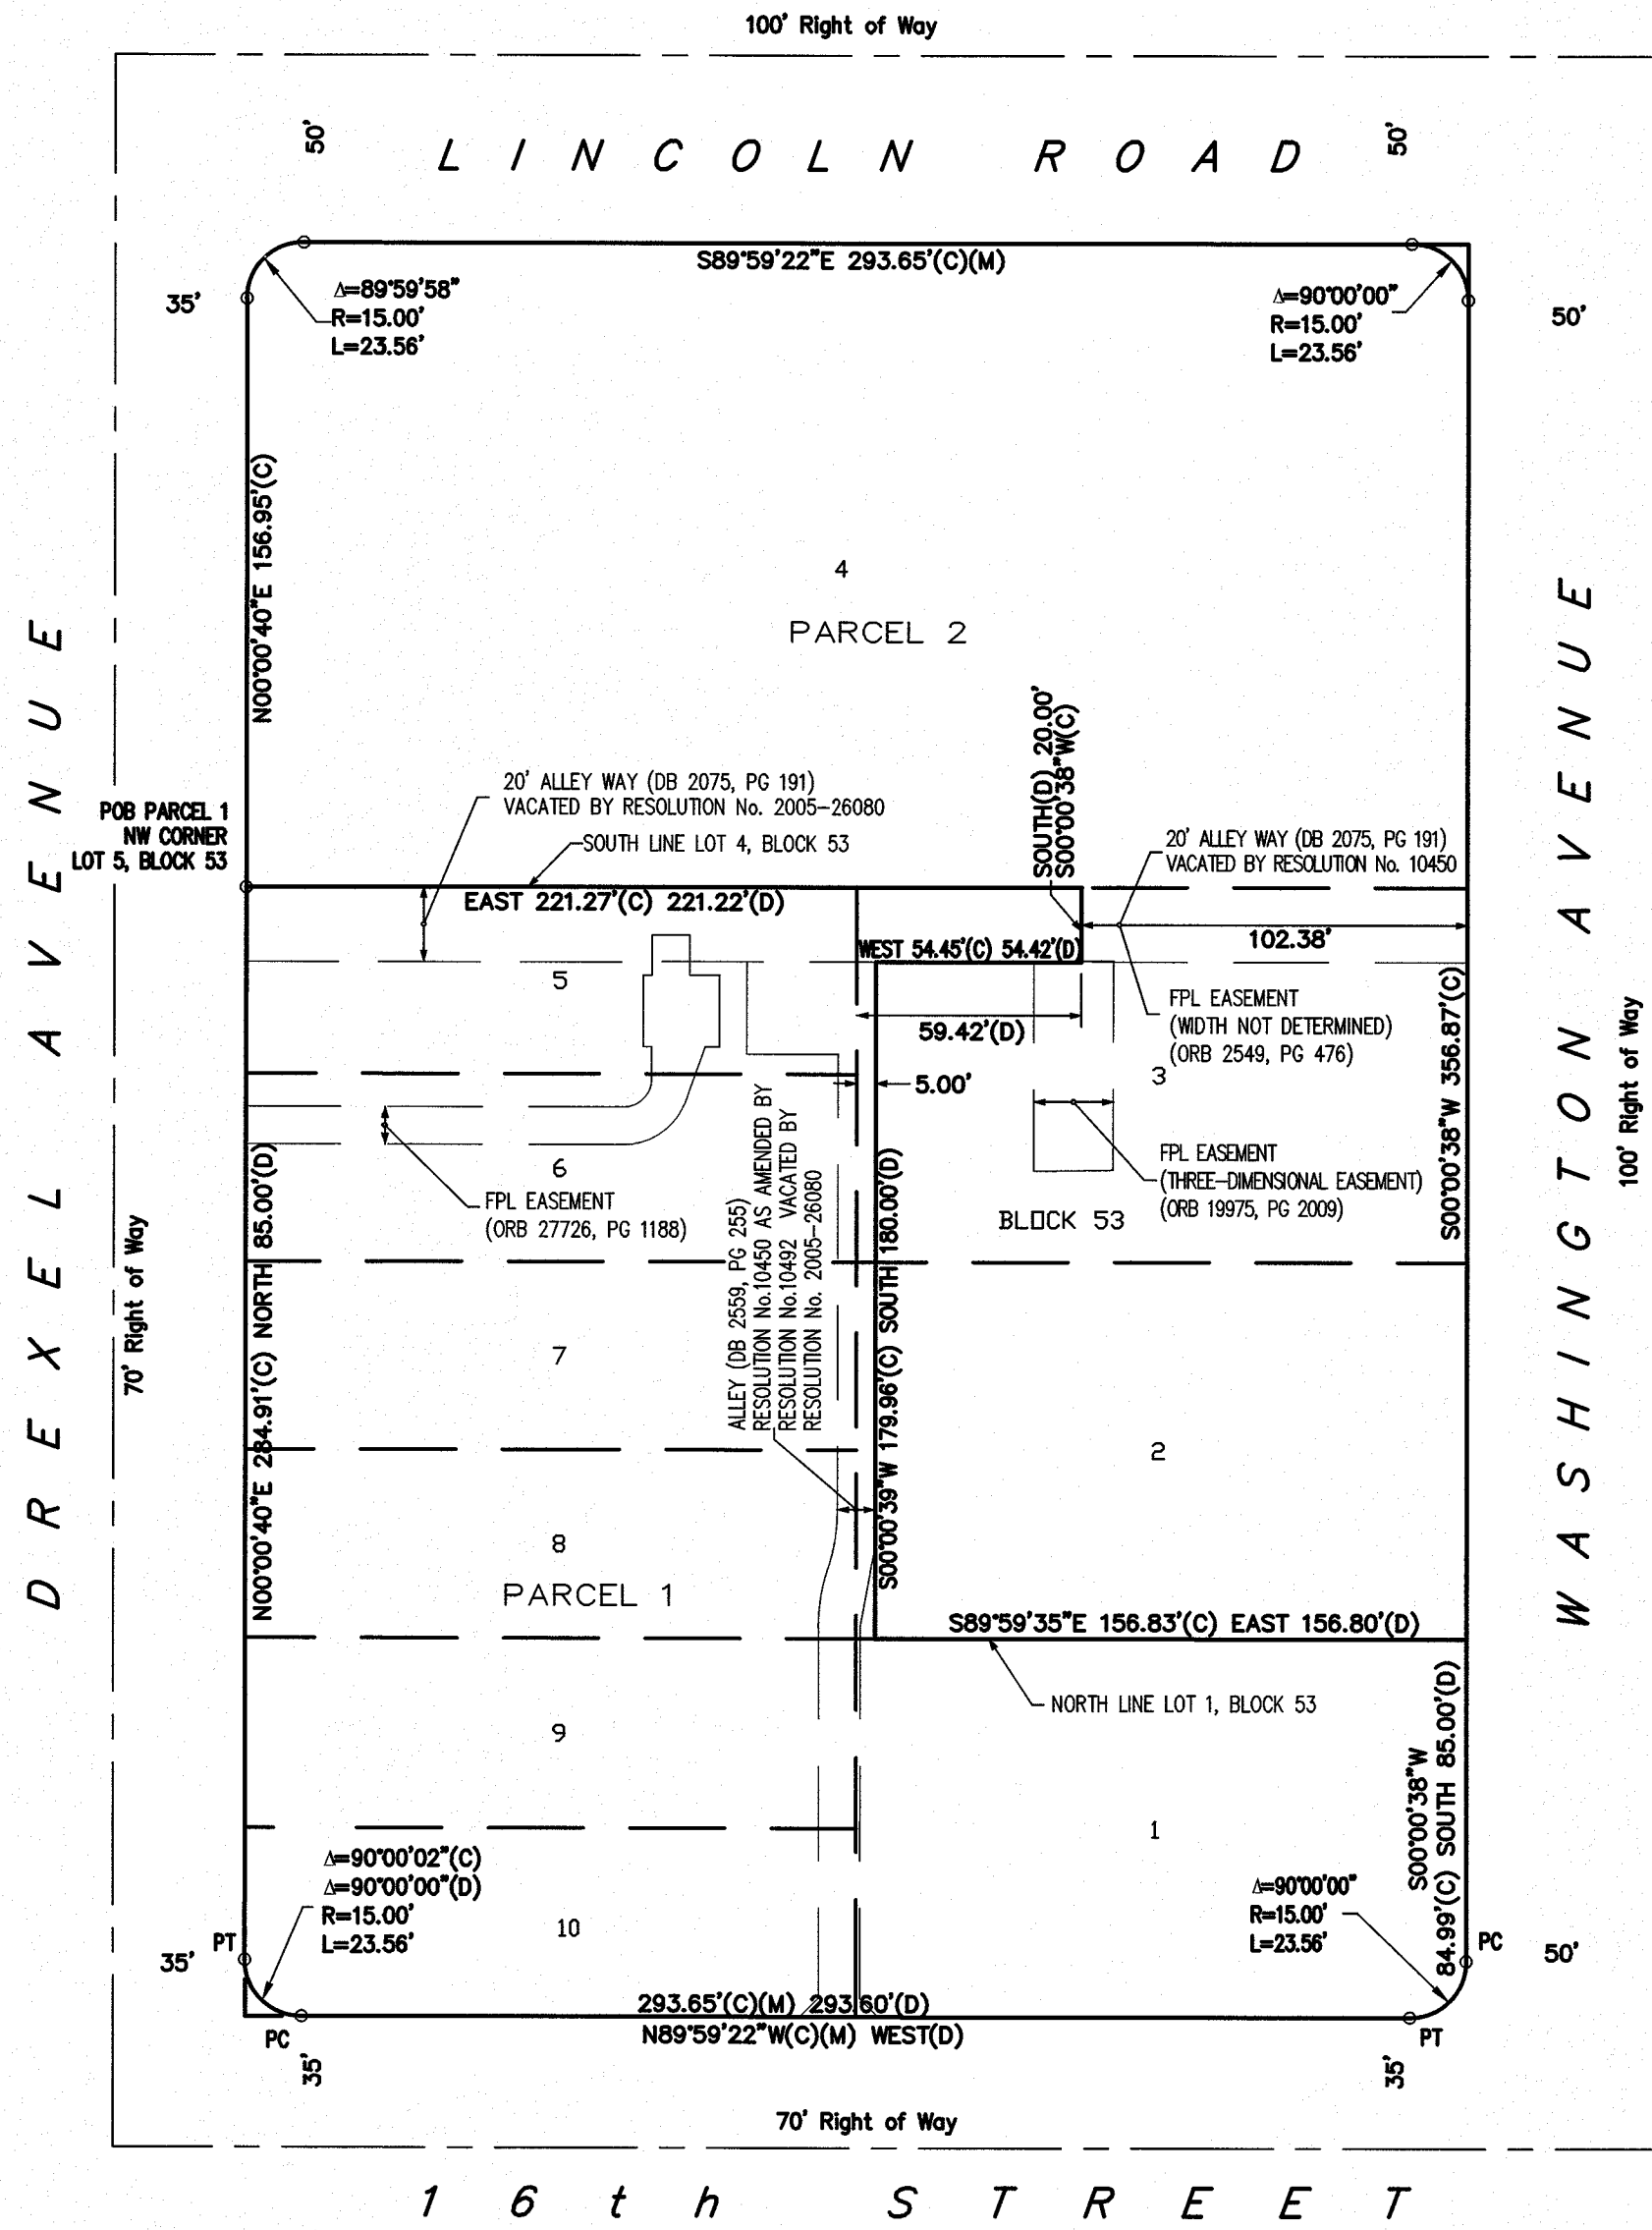 100' Right of Way
50'
50'
LINCOLN ROAD
S89°59'22"E 293.65'(C)(M)
35'
Δ=89°59'58"
R=15.00'
L=23.56'
Δ=90°00'00"
R=15.00'
L=23.56'
50'
N00°00'40"E 156.95'(C)
4
PARCEL 2
DREXEL AVENUE
WASHINGTON AVENUE
100' Right of Way
70' Right of Way
SOUTH(D) 20.00'
S00°00'38"W(C)
20' ALLEY WAY (DB 2075, PG 191)
VACATED BY RESOLUTION No. 2005-26080
SOUTH LINE LOT 4, BLOCK 53
POB PARCEL 1
NW CORNER
LOT 5, BLOCK 53
20' ALLEY WAY (DB 2075, PG 191)
VACATED BY RESOLUTION No. 10450
EAST 221.27'(C) 221.22'(D)
WEST 54.45'(C) 54.42'(D)
102.38'
5
59.42'(D)
FPL EASEMENT
(WIDTH NOT DETERMINED)
(ORB 2549, PG 476)
3
5.00'
S00°00'38"W 356.87'(C)
FPL EASEMENT
(THREE-DIMENSIONAL EASEMENT)
(ORB 19975, PG 2009)
6
FPL EASEMENT
(ORB 27726, PG 1188)
BLOCK 53
ALLEY (DB 2559, PG 255)
RESOLUTION No.10450 AS AMENDED BY
RESOLUTION No.10492 VACATED BY
RESOLUTION No. 2005-26080
N00°00'40"E 284.91'(C) NORTH 85.00'(D)
S00°00'39"W 179.96'(C) SOUTH 180.00'(D)
7
2
8
PARCEL 1
S89°59'35"E 156.83'(C) EAST 156.80'(D)
NORTH LINE LOT 1, BLOCK 53
9
S00°00'38"W
84.99'(C) SOUTH 85.00'(D)
1
Δ=90°00'02"(C)
Δ=90°00'00"(D)
R=15.00'
L=23.56'
10
Δ=90°00'00"
R=15.00'
L=23.56'
PT
35'
PC
50'
293.65'(C)(M) 293.60'(D)
N89°59'22"W(C)(M) WEST(D)
PC
PT
35'
35'
70' Right of Way
16th STREET